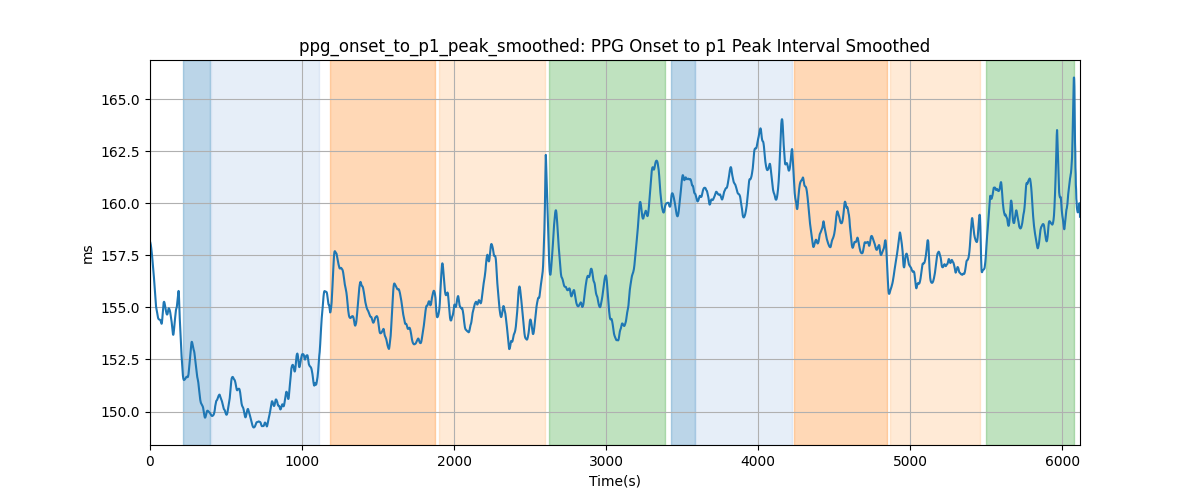 ppg_onset_to_p1_peak_smoothed: PPG Onset to p1 Peak Interval Smoothed
165.0
162.5
160.0
157.5
155.0
152.5
150.0
ms
0 1000 2000 3000 4000 5000 6000
Time(s)